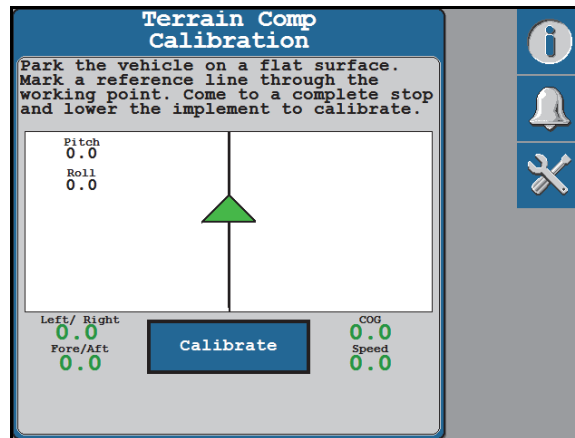 Terrain Comp
Calibration
Park the vehicle on a flat surface.
Mark a reference line through the
working point. Come to a complete stop
and lower the implement to calibrate.
Pitch
0.0
Roll
0.0
Left/ Right
0.0
Fore/Aft
0.0
Calibrate
COG
0.0
Speed
0.0